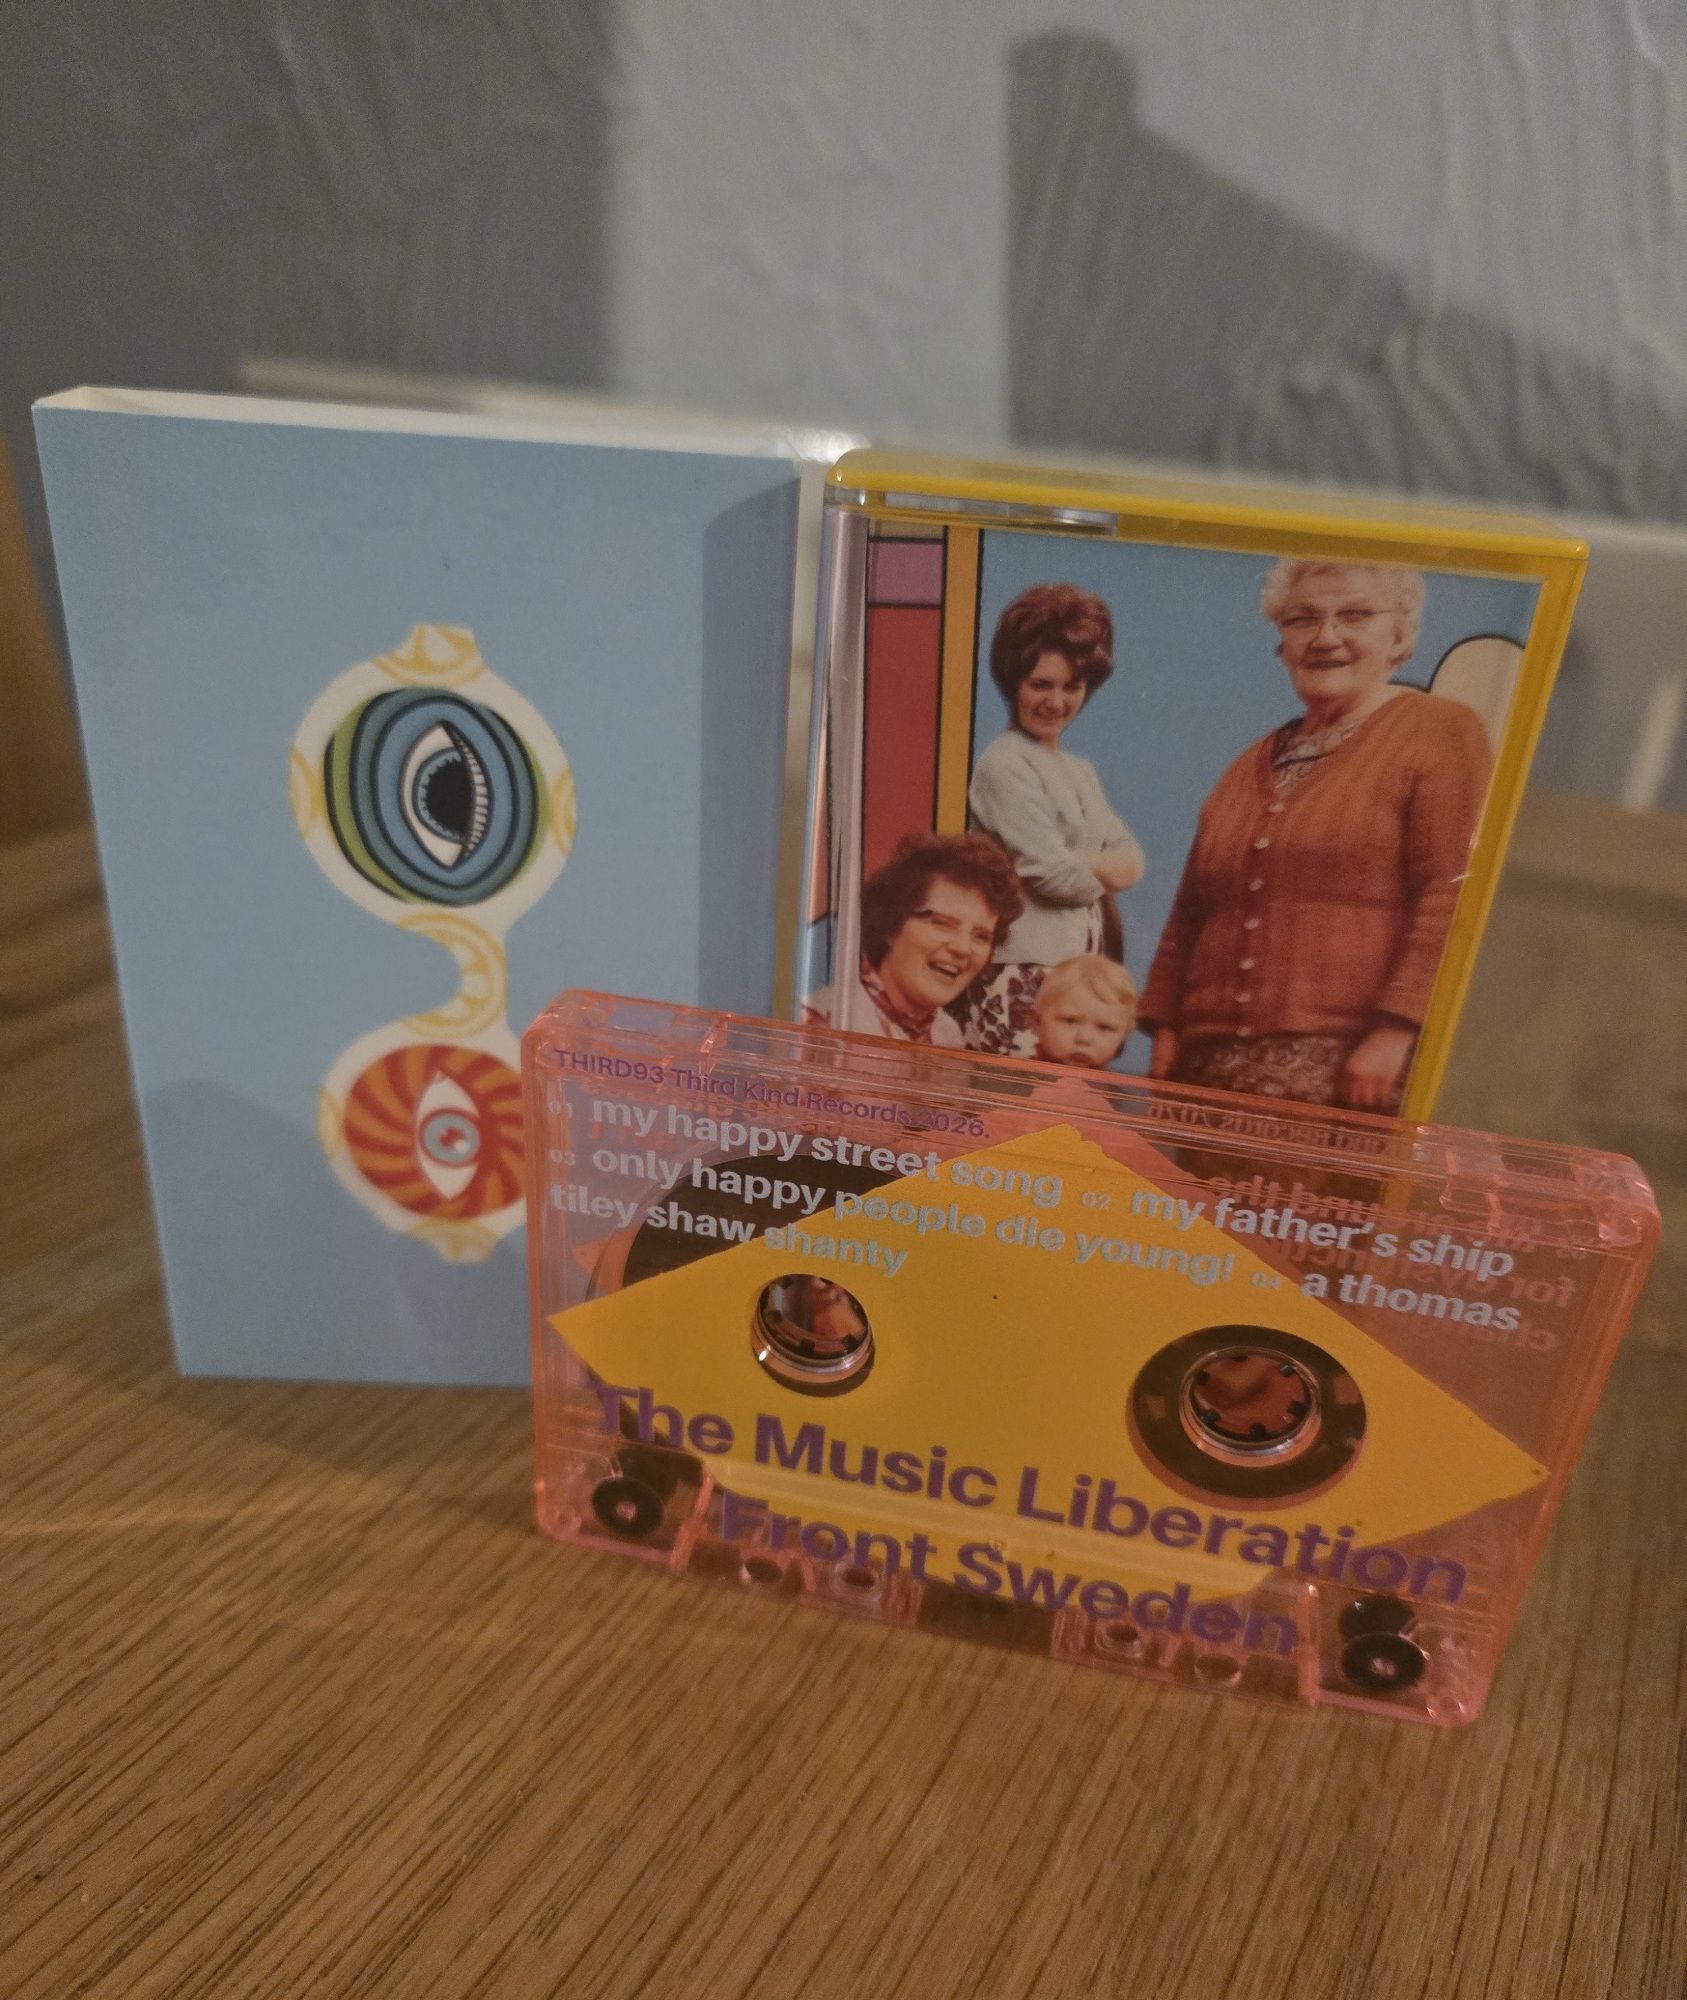 THIRD93 Third Kind Records 2026.
01 my happy street song 02 my father's ship
03 only happy people die young! 04 a thomas
tiley shaw shanty
The Music Liberation
Front Sweden